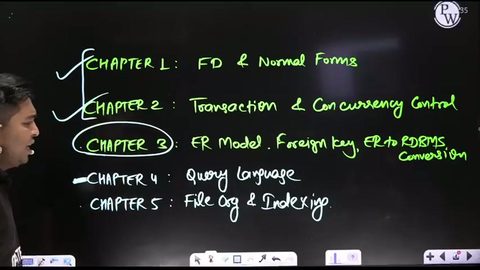 PW
CHAPTER 1 : FD & Normal Forms
CHAPTER 2 : Transaction & Concurrency Control
CHAPTER 3 : ER Model. Foreign Key, ER to RDBMS
Conversion
CHAPTER 4 : Query Language
CHAPTER 5 : File Org & Indexing.